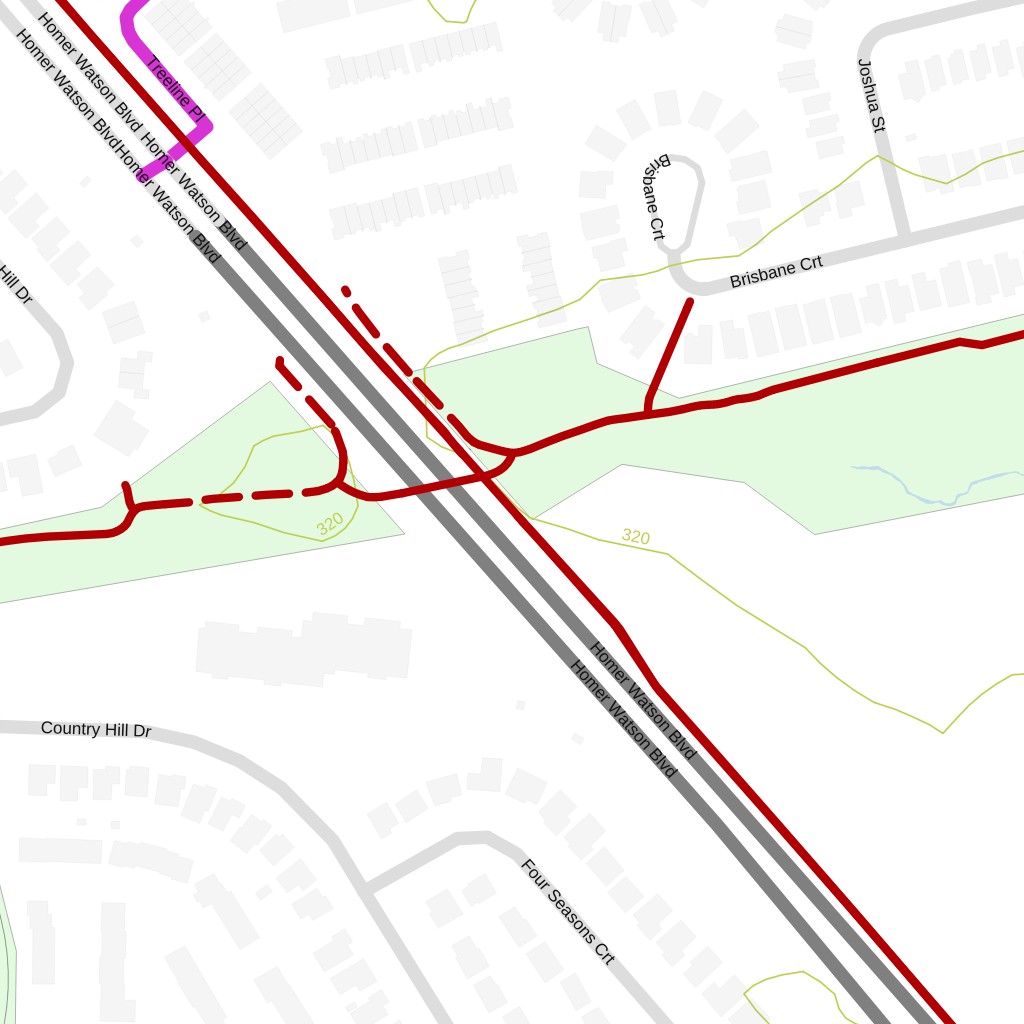 Homer Watson Blvd
Homer Watson Blvd
Treeline Pl
Homer Watson Blvd
Homer Watson Blvd
Joshua St
Brisbane Crt
Brisbane Crt
Hill Dr
320
320
Homer Watson Blvd
Homer Watson Blvd
Country Hill Dr
Four Seasons Crt